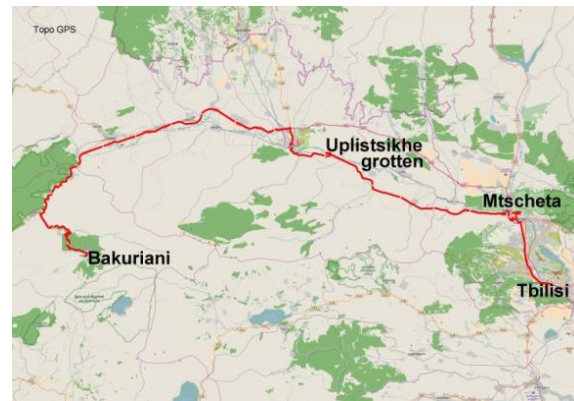 Topo GPS
Uplistsikhe
grotten
Mtscheta
Bakuriani
Tbilisi